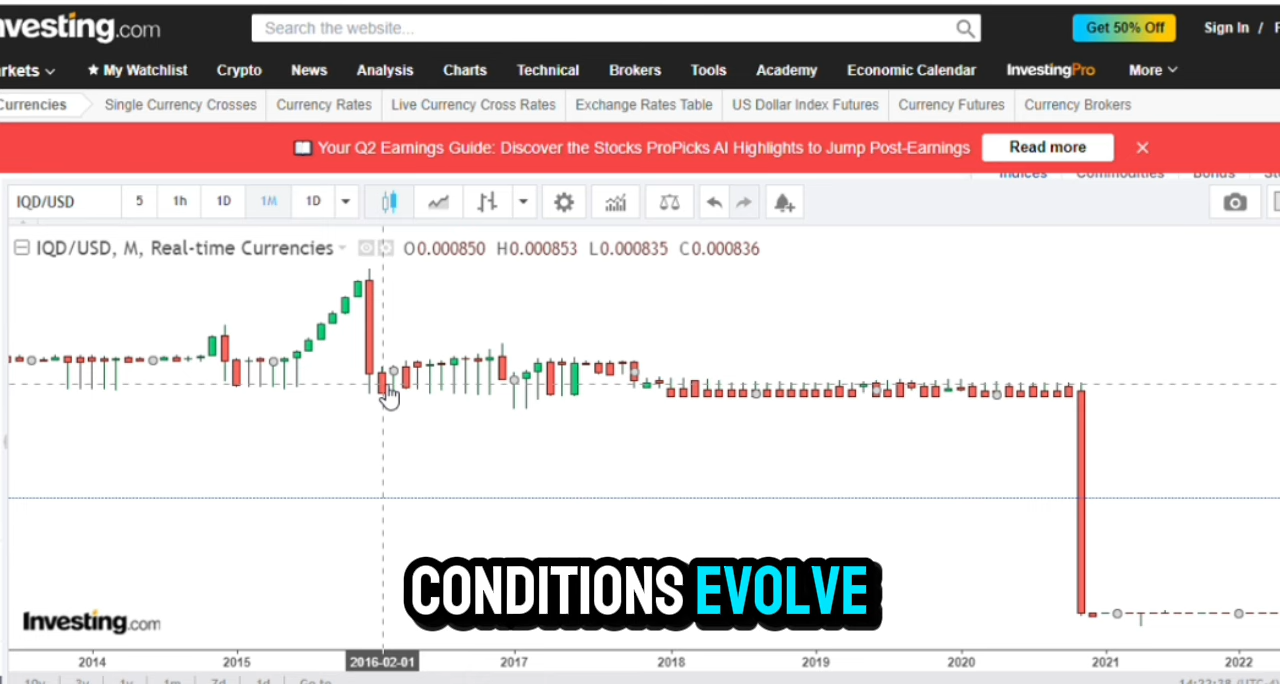 nvesting.com
Search the website...
Get 50% Off
Sign In /
rkets
★ My Watchlist
Crypto
News
Analysis
Charts
Technical
Brokers
Tools
Academy
Economic Calendar
InvestingPro
More
Currencies
Single Currency Crosses
Currency Rates
Live Currency Cross Rates
Exchange Rates Table
US Dollar Index Futures
Currency Futures
Currency Brokers
Your Q2 Earnings Guide: Discover the Stocks ProPicks AI Highlights to Jump Post-Earnings
Read more
Indices
Commodities
Bonds
IQD/USD
5
1h
1D
1M
1D
IQD/USD, M, Real-time Currencies
O0.000850 H0.000853 L0.000835 C0.000836
CONDITIONS EVOLVE
Investing.com
2014
2015
2016-02-01
2017
2018
2019
2020
2021
2022